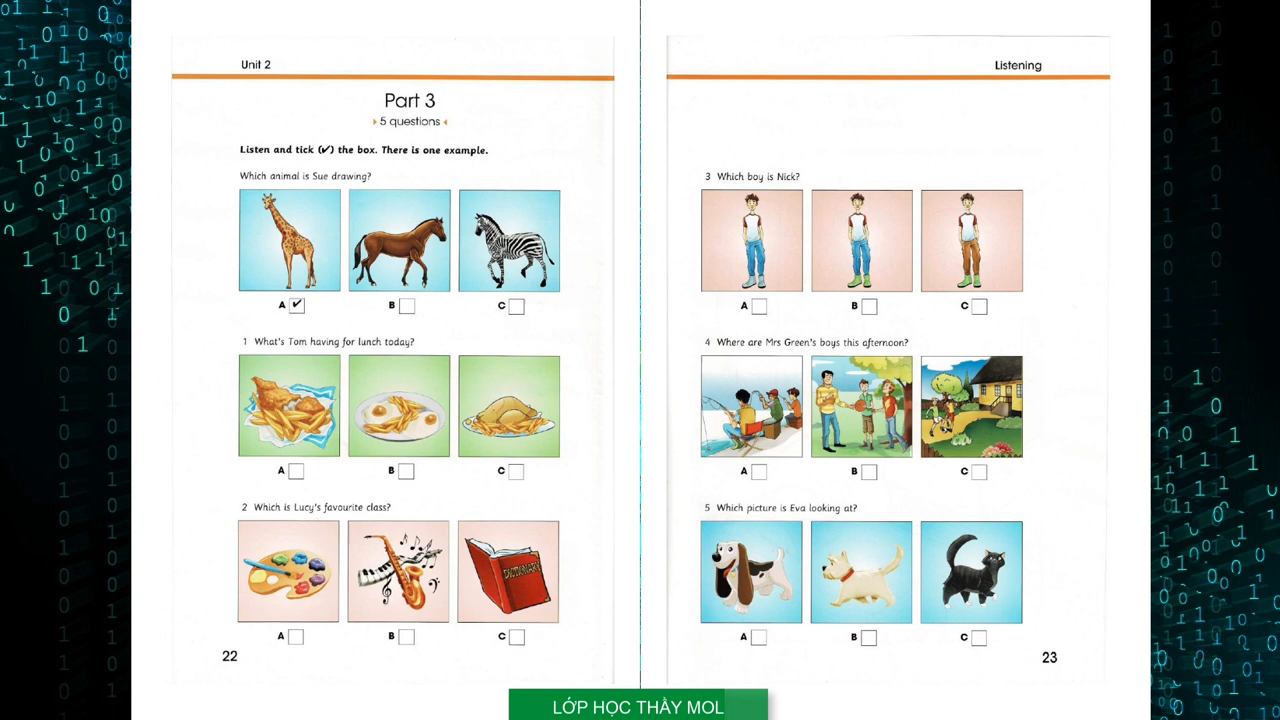 Unit 2
Part 3
5 questions
Listen and tick (✔) the box. There is one example.
Which animal is Sue drawing?
A ✔ B C
1 What's Tom having for lunch today?
A B C
2 Which is Lucy's favourite class?
DICTIONARY
A B C
22
Listening
3 Which boy is Nick?
A B C
4 Where are Mrs Green's boys this afternoon?
A B C
5 Which picture is Eva looking at?
A B C
23
LỚP HỌC THẦY MOL